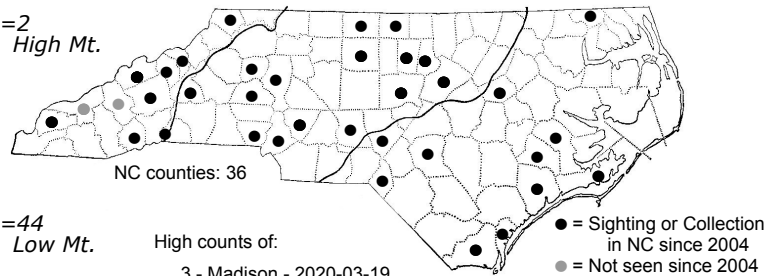 =2
High Mt.
NC counties: 36
=44
Low Mt.
High counts of:
3 - Madison - 2020-03-19
= Sighting or Collection
in NC since 2004
= Not seen since 2004